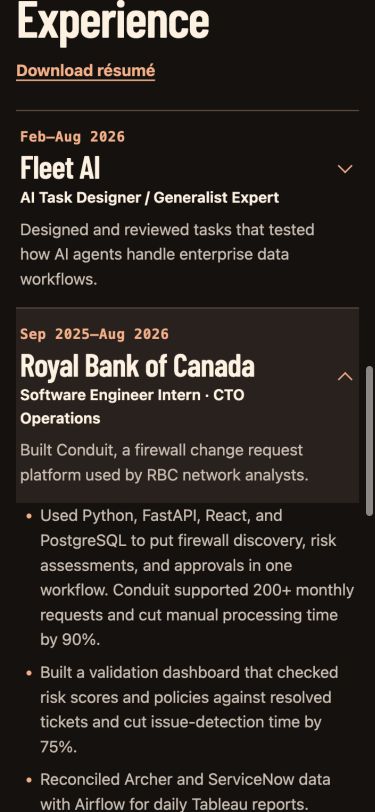 Experience
Download résumé
Feb–Aug 2026
Fleet AI
AI Task Designer / Generalist Expert
Designed and reviewed tasks that tested
how AI agents handle enterprise data
workflows.
Sep 2025–Aug 2026
Royal Bank of Canada
Software Engineer Intern · CTO
Operations
Built Conduit, a firewall change request
platform used by RBC network analysts.
• Used Python, FastAPI, React, and
PostgreSQL to put firewall discovery, risk
assessments, and approvals in one
workflow. Conduit supported 200+ monthly
requests and cut manual processing time
by 90%.
• Built a validation dashboard that checked
risk scores and policies against resolved
tickets and cut issue-detection time by
75%.
• Reconciled Archer and ServiceNow data
with Airflow for daily Tableau reports.